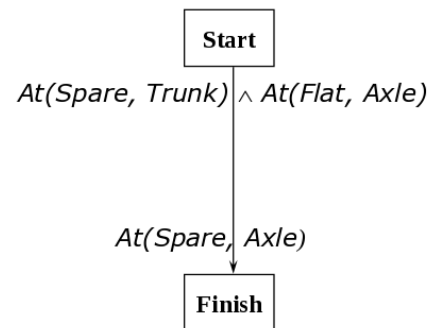 Start
At(Spare, Trunk) ∧ At(Flat, Axle)
At(Spare, Axle)
Finish